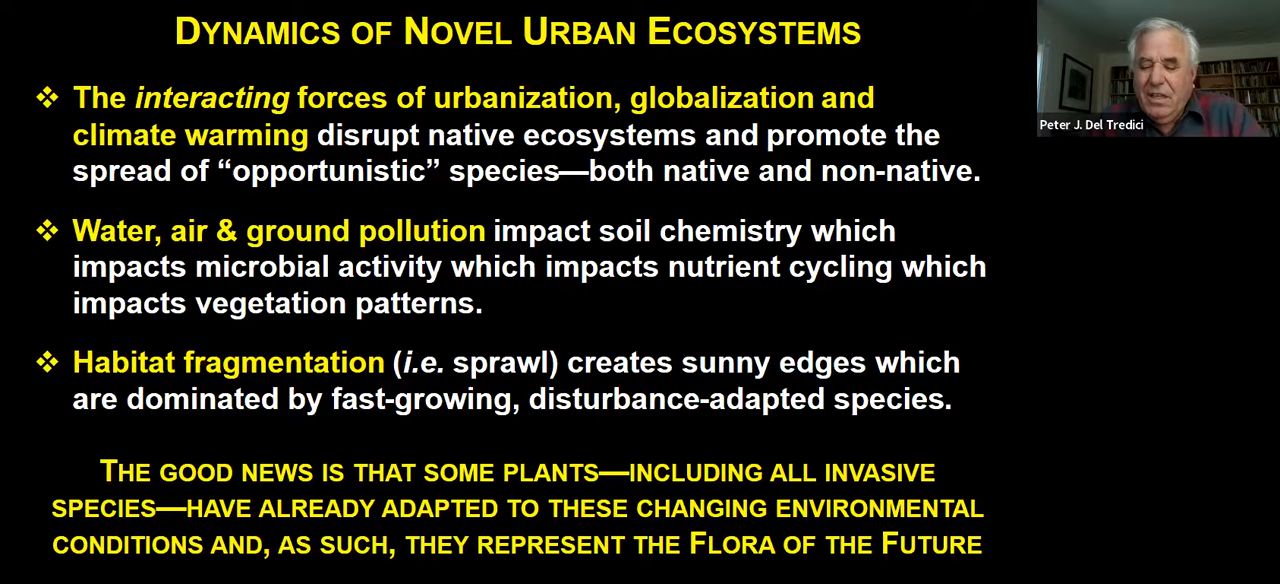 DYNAMICS OF NOVEL URBAN ECOSYSTEMS
❖ The interacting forces of urbanization, globalization and
climate warming disrupt native ecosystems and promote the
spread of “opportunistic” species—both native and non-native.
❖ Water, air & ground pollution impact soil chemistry which
impacts microbial activity which impacts nutrient cycling which
impacts vegetation patterns.
❖ Habitat fragmentation (i.e. sprawl) creates sunny edges which
are dominated by fast-growing, disturbance-adapted species.
THE GOOD NEWS IS THAT SOME PLANTS—INCLUDING ALL INVASIVE
SPECIES—HAVE ALREADY ADAPTED TO THESE CHANGING ENVIRONMENTAL
CONDITIONS AND, AS SUCH, THEY REPRESENT THE FLORA OF THE FUTURE
Peter J. Del Tredici